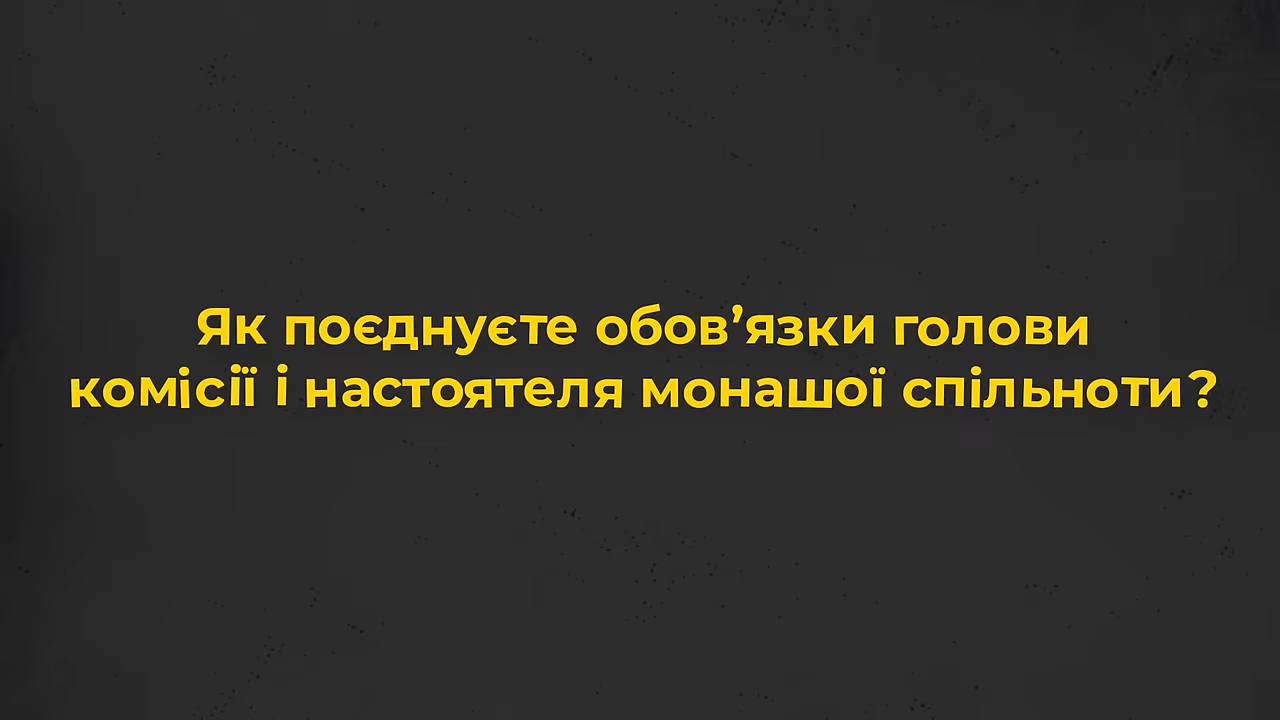 Як поєднуєте обов’язки голови
комісії і настоятеля монашої спільноти?